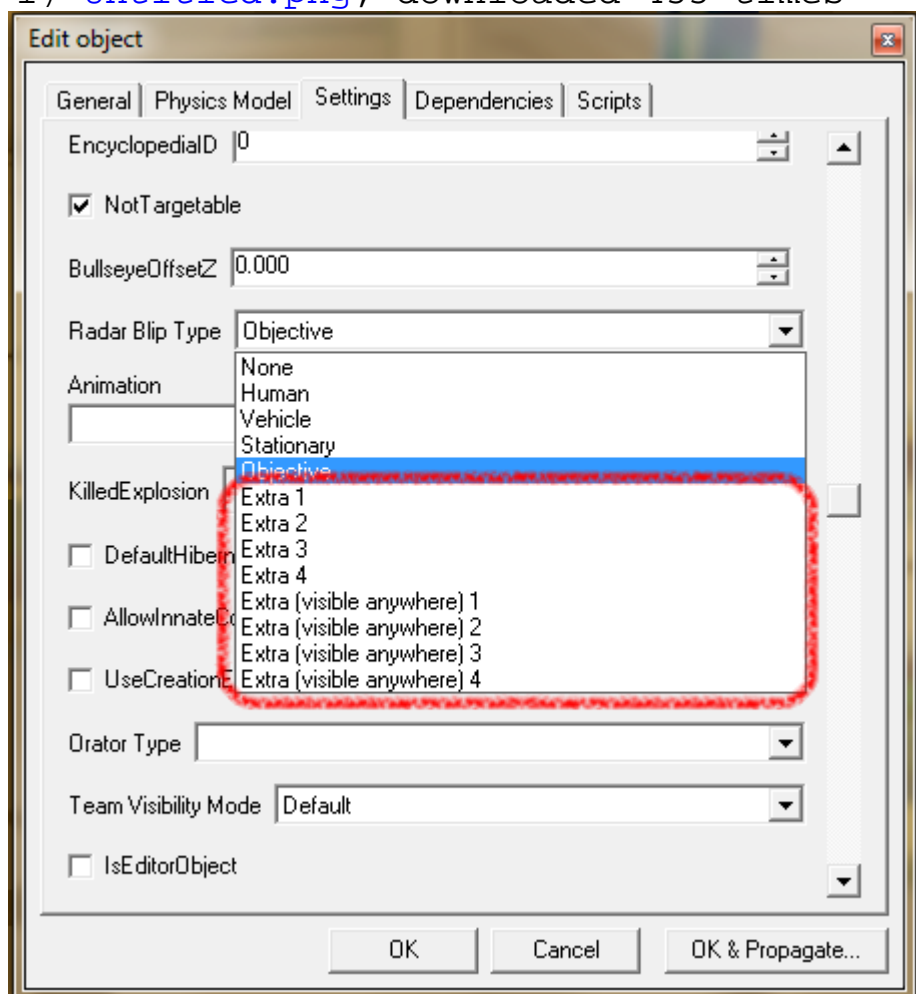 Edit object
General Physics Model Settings Dependencies Scripts
EncyclopediaID 0
NotTargetable
BullseyeOffsetZ 0.000
Radar Blip Type Objective
None
Animation
Human
Vehicle
Stationary
Objective
KilledExplosion
Extra 1
Extra 2
Extra 3
Extra 4
Extra (visible anywhere) 1
Extra (visible anywhere) 2
Extra (visible anywhere) 3
Extra (visible anywhere) 4
Orator Type
Team Visibility Mode Default
IsEditorObject
OK Cancel OK & Propagate...